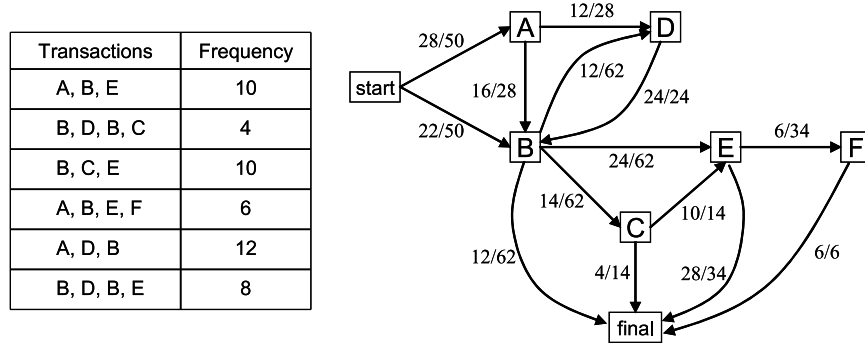 Transactions Frequency
A, B, E 10
B, D, B, C 4
B, C, E 10
A, B, E, F 6
A, D, B 12
B, D, B, E 8
12/28
A D
28/50
12/62
start
16/28
24/24
22/50
6/34
B E F
24/62
14/62
10/14
C
12/62
4/14
28/34
6/6
final